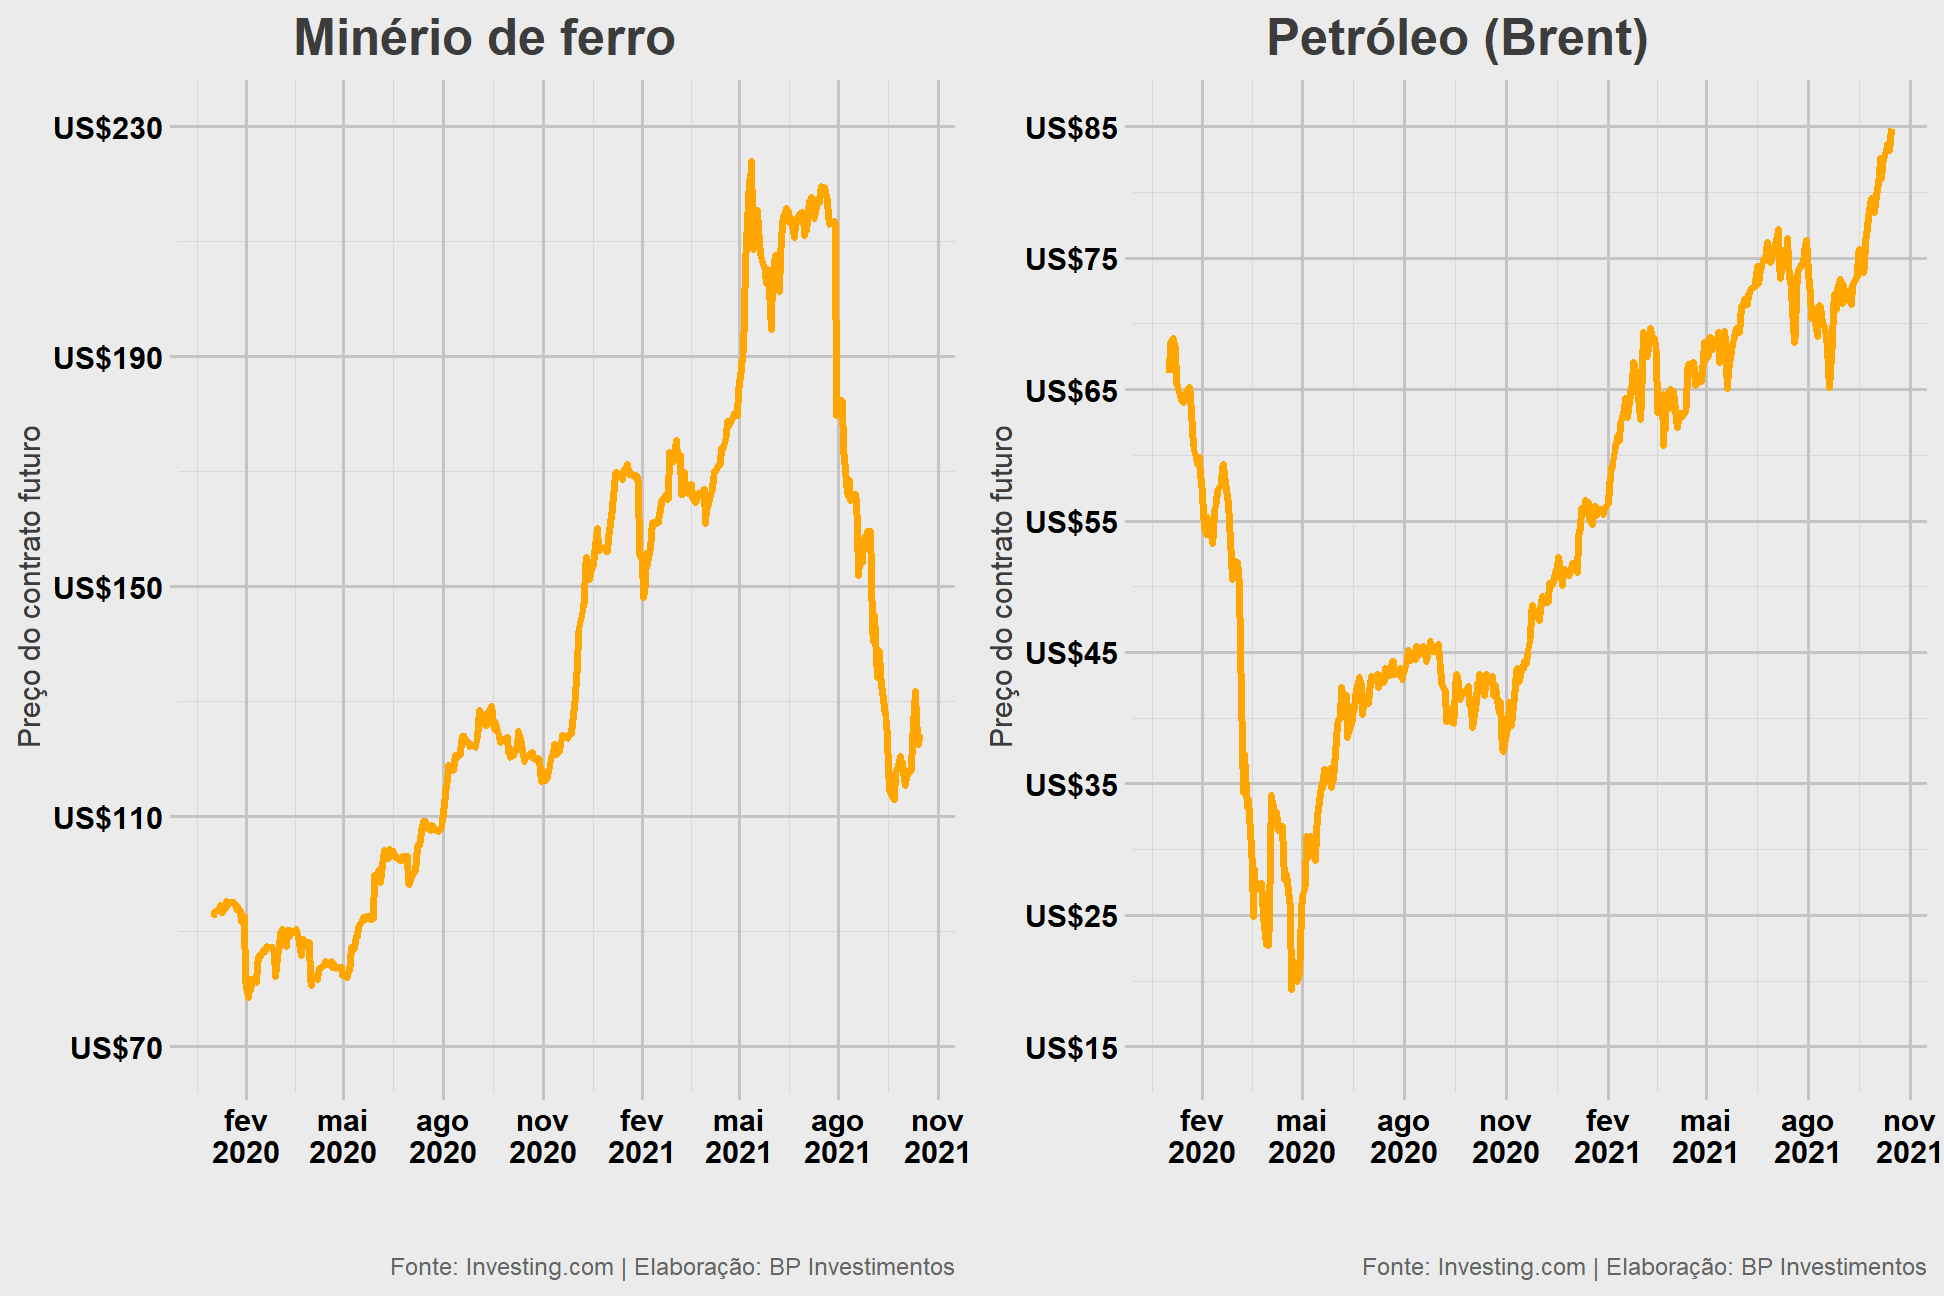 Minério de ferro
Preço do contrato futuro
US$230
US$190
US$150
US$110
US$70
fev
2020
mai
2020
ago
2020
nov
2020
fev
2021
mai
2021
ago
2021
nov
2021
Fonte: Investing.com | Elaboração: BP Investimentos
Petróleo (Brent)
Preço do contrato futuro
US$85
US$75
US$65
US$55
US$45
US$35
US$25
US$15
fev
2020
mai
2020
ago
2020
nov
2020
fev
2021
mai
2021
ago
2021
nov
2021
Fonte: Investing.com | Elaboração: BP Investimentos